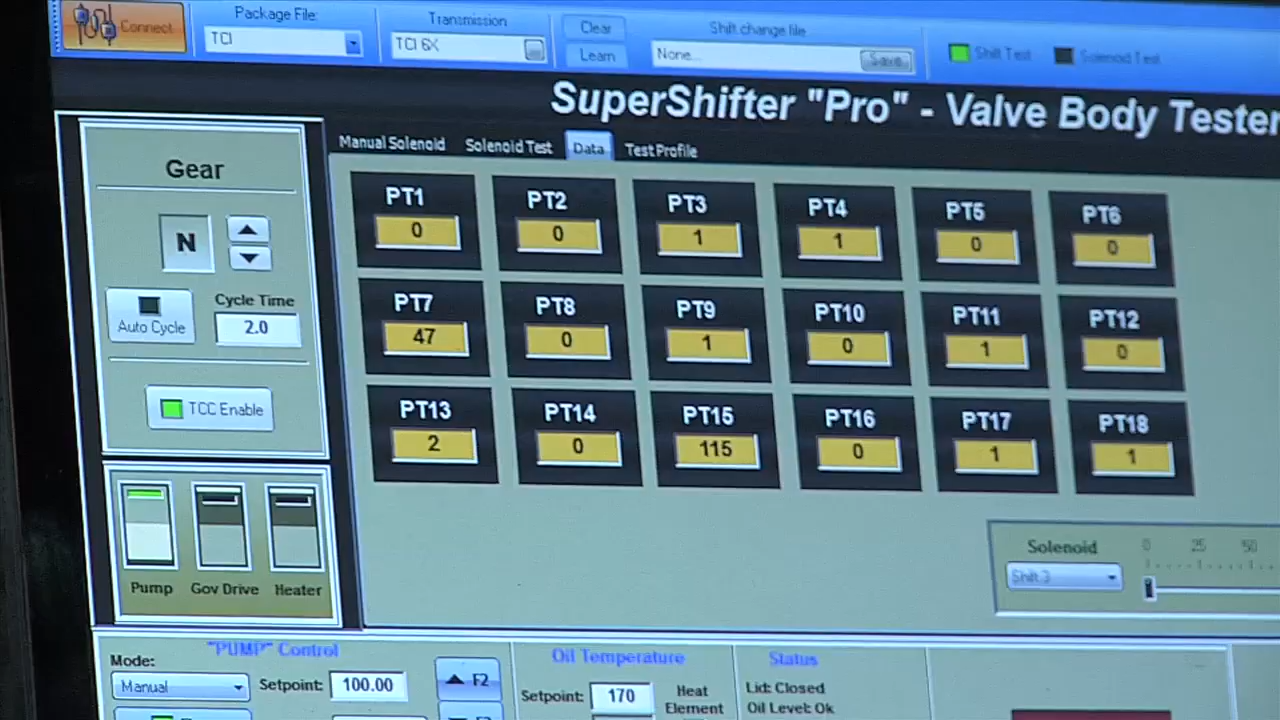 Connect
Package File:
TCI
Transmission
TCI 6X
Clear
Learn
Shift change file
None...
Save
Shift Test
Solenoid Test
SuperShifter "Pro" - Valve Body Tester
Manual Solenoid
Solenoid Test
Data
Test Profile
Gear
N
Auto Cycle
Cycle Time
2.0
TCC Enable
Pump
Gov Drive
Heater
PT1
PT2
PT3
PT4
PT5
PT6
0
0
1
1
0
0
PT7
PT8
PT9
PT10
PT11
PT12
47
0
1
0
1
0
PT13
PT14
PT15
PT16
PT17
PT18
2
0
115
0
1
1
Solenoid
0
25
50
Shift 3
"PUMP" Control
Mode:
Manual
Setpoint:
100.00
F2
Oil Temperature
Setpoint:
170
Heat
Element
Status
Lid: Closed
Oil Level: Ok